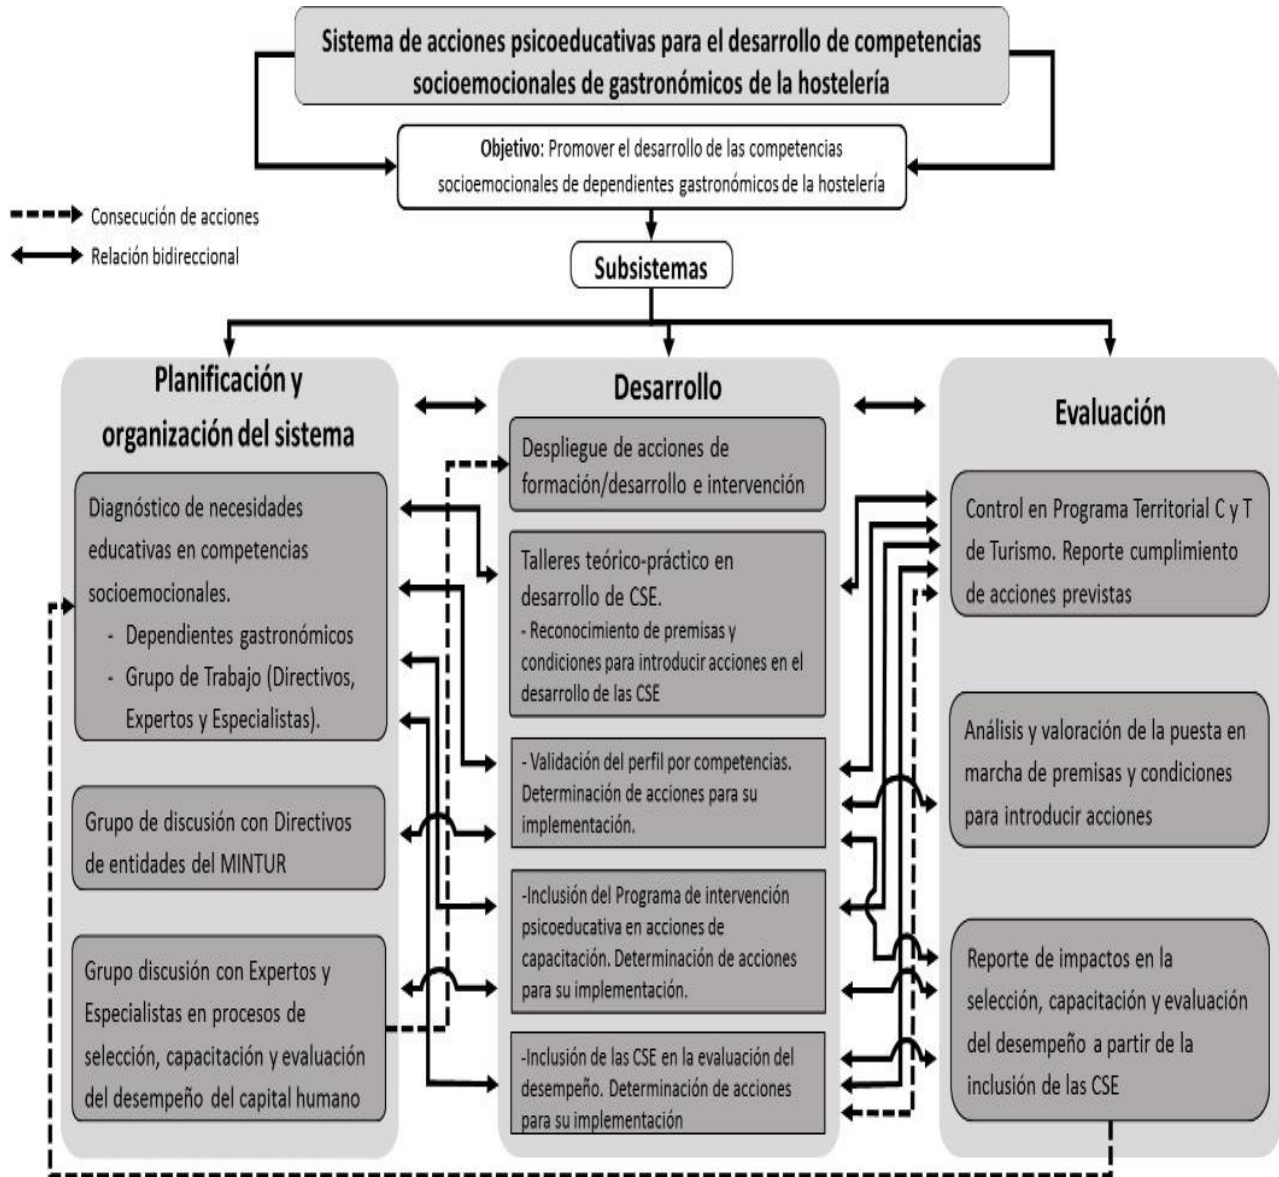 Sistema de acciones psicoeducativas para el desarrollo de competencias
socioemocionales de gastronómicos de la hostelería
Objetivo: Promover el desarrollo de las competencias
socioemocionales de dependientes gastronómicos de la hostelería
Consecución de acciones
Relación bidireccional
Subsistemas
Planificación y
organización del sistema
Diagnóstico de necesidades
educativas en competencias
socioemocionales.
- Dependientes gastronómicos
- Grupo de Trabajo (Directivos,
Expertos y Especialistas).
Grupo de discusión con Directivos
de entidades del MINTUR
Grupo discusión con Expertos y
Especialistas en procesos de
selección, capacitación y evaluación
del desempeño del capital humano
Desarrollo
Despliegue de acciones de
formación/desarrollo e intervención
Talleres teórico-práctico en
desarrollo de CSE.
- Reconocimiento de premisas y
condiciones para introducir acciones en el
desarrollo de las CSE
- Validación del perfil por competencias.
Determinación de acciones para su
implementación.
-Inclusión del Programa de intervención
psicoeducativa en acciones de
capacitación. Determinación de acciones
para su implementación.
-Inclusión de las CSE en la evaluación del
desempeño. Determinación de acciones
para su implementación
Evaluación
Control en Programa Territorial C y T
de Turismo. Reporte cumplimiento
de acciones previstas
Análisis y valoración de la puesta en
marcha de premisas y condiciones
para introducir acciones
Reporte de impactos en la
selección, capacitación y evaluación
del desempeño a partir de la
inclusión de las CSE